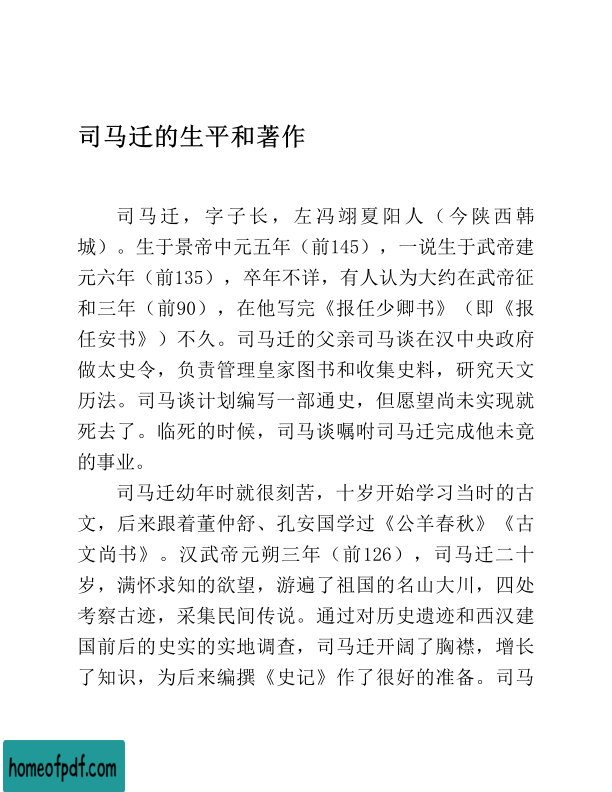 司马迁的生平和著作
司马迁，字子长，左冯翊夏阳人（今陕西韩
城）。生于景帝中元五年（前145），一说生于武帝建
元六年（前135），卒年不详，有人认为大约在武帝征
和三年（前90），在他写完《报任少卿书》（即《报
任安书》）不久。司马迁的父亲司马谈在汉中央政府
做太史令，负责管理皇家图书和收集史料，研究天文
历法。司马谈计划编写一部通史，但愿望尚未实现就
死去了。临死的时候，司马谈嘱咐司马迁完成他未竟
的事业。
司马迁幼年时就很刻苦，十岁开始学习当时的古
文，后来跟着董仲舒、孔安国学过《公羊春秋》《古
文尚书》。汉武帝元朔三年（前126），司马迁二十
岁，满怀求知的欲望，游遍了祖国的名山大川，四处
考察古迹，采集民间传说。通过对历史遗迹和西汉建
国前后的史实的实地调查，司马迁开阔了胸襟，增长
了知识，为后来编撰《史记》作了很好的准备。司马
homeofpdf.com